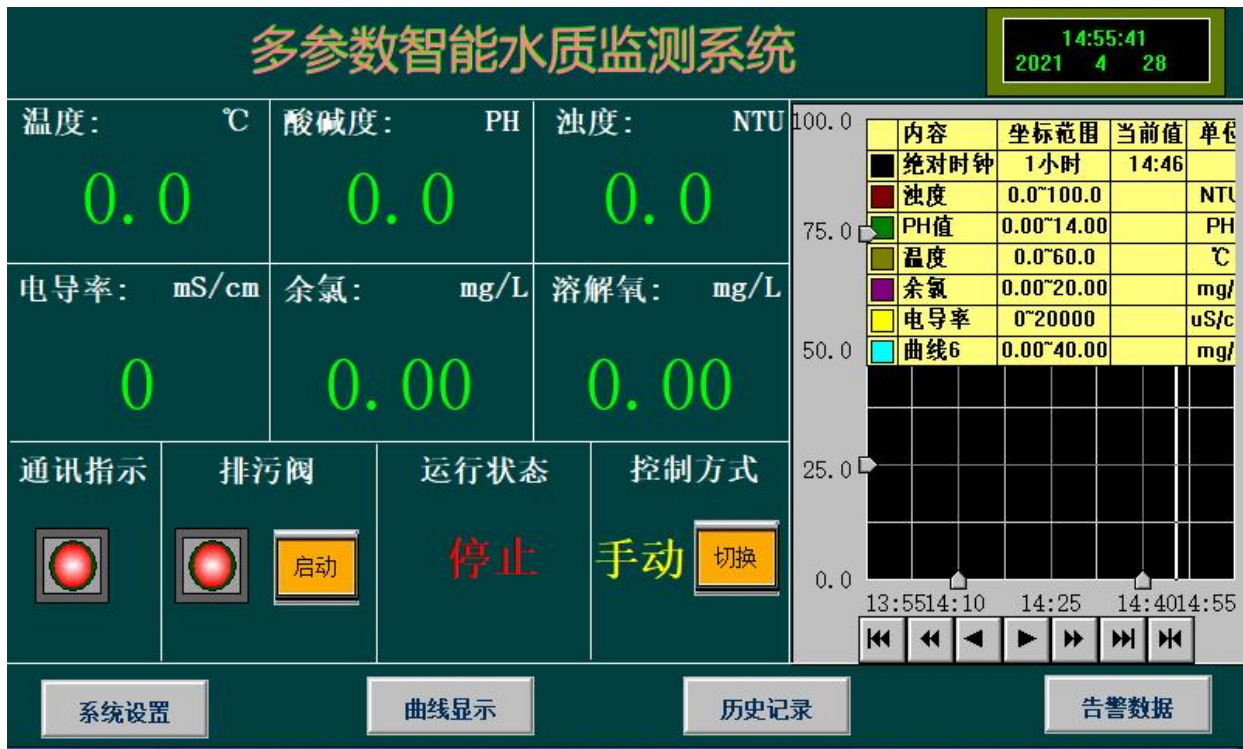 多参数智能水质监测系统
14:55:41
2021 4 28
温度: ℃
0.0
酸碱度: PH
0.0
浊度: NTU
0.0
电导率: mS/cm
0
余氯: mg/L
0.00
溶解氧: mg/L
0.00
通讯指示
排污阀
启动
运行状态
停止
控制方式
手动
切换
100.0
75.0
50.0
25.0
0.0
内容 坐标范围 当前值 单位
绝对时钟 1小时 14:46
浊度 0.0~100.0 NTU
PH值 0.00~14.00 PH
温度 0.0~60.0 ℃
余氯 0.00~20.00 mg/
电导率 0~20000 uS/c
曲线6 0.00~40.00 mg/
13:55 14:10 14:25 14:40 14:55
系统设置
曲线显示
历史记录
告警数据